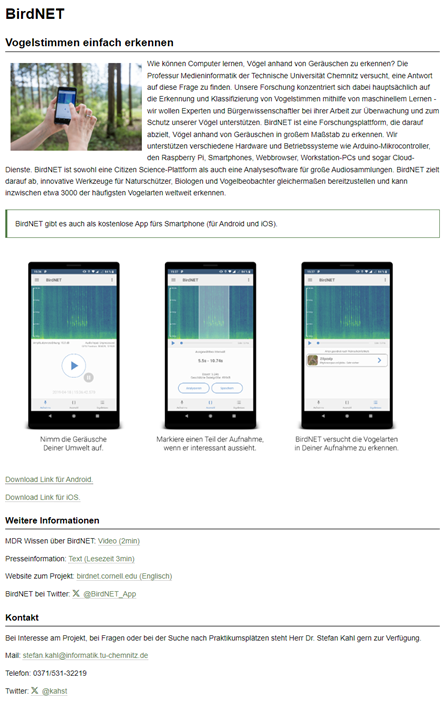 BirdNET
Vogelstimmen einfach erkennen
Wie können Computer lernen, Vögel anhand von Geräuschen zu erkennen? Die
Professur Medieninformatik der Technische Universität Chemnitz versucht, eine Antwort
auf diese Frage zu finden. Unsere Forschung konzentriert sich dabei hauptsächlich auf
die Erkennung und Klassifizierung von Vogelstimmen mithilfe von maschinellem Lernen -
wir wollen Experten und Bürgerwissenschaftler bei ihrer Arbeit zur Überwachung und zum
Schutz unserer Vögel unterstützen. BirdNET ist eine Forschungsplattform, die darauf
abzielt, Vögel anhand von Geräuschen in großem Maßstab zu erkennen. Wir
unterstützen verschiedene Hardware und Betriebssysteme wie Arduino-Mikrocontroller,
den Raspberry Pi, Smartphones, Webbrowser, Workstation-PCs und sogar Cloud-
Dienste. BirdNET ist sowohl eine Citizen Science-Plattform als auch eine Analysesoftware für große Audiosammlungen. BirdNET zielt
darauf ab, innovative Werkzeuge für Naturschützer, Biologen und Vogelbeobachter gleichermaßen bereitzustellen und kann
inzwischen etwa 3000 der häufigsten Vogelarten weltweit erkennen.
BirdNET gibt es auch als kostenlose App fürs Smartphone (für Android und iOS).
BirdNET
BirdNET
BirdNET
5.5s - 10.74s
Nimm die Geräusche
Deiner Umwelt auf.
Markiere einen Teil der Aufnahme,
wenn er interessant aussieht.
BirdNET versucht die Vogelarten
in Deiner Aufnahme zu erkennen.
Download Link für Android.
Download Link für iOS.
Weitere Informationen
MDR Wissen über BirdNET: Video (2min)
Presseinformation: Text (Lesezeit 3min)
Website zum Projekt: birdnet.cornell.edu (Englisch)
BirdNET bei Twitter: X @BirdNET_App
Kontakt
Bei Interesse am Projekt, bei Fragen oder bei der Suche nach Praktikumsplätzen steht Herr Dr. Stefan Kahl gern zur Verfügung.
Mail: stefan.kahl@informatik.tu-chemnitz.de
Telefon: 0371/531-32219
Twitter: X @kahst